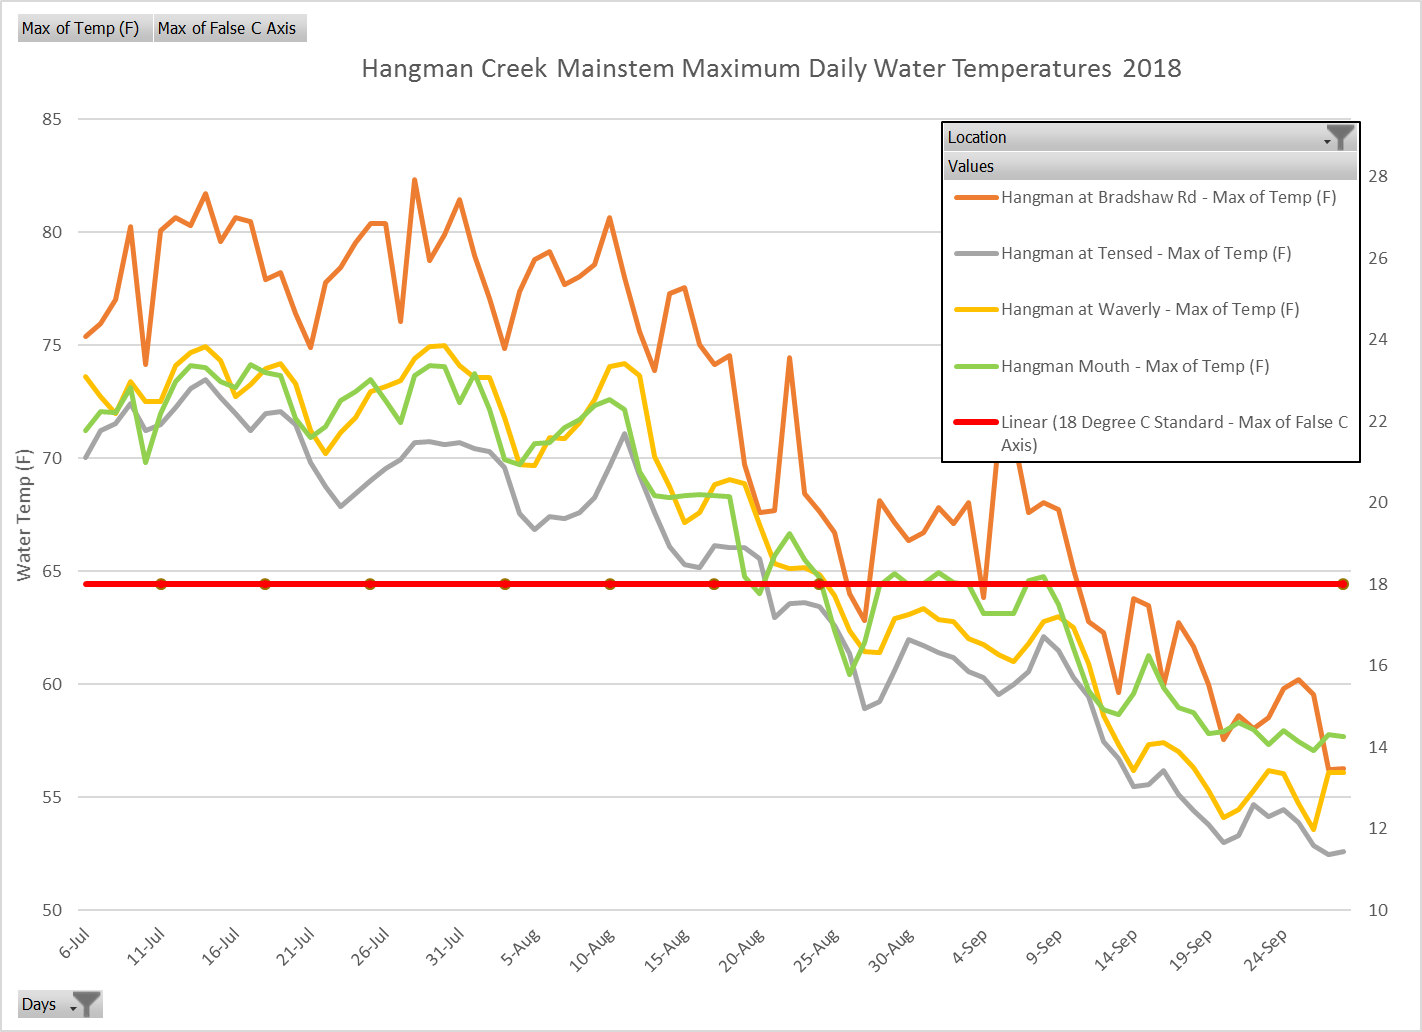 Max of Temp (F) Max of False C Axis
Hangman Creek Mainstem Maximum Daily Water Temperatures 2018
85
80
75
70
65
60
55
50
Water Temp (F)
Location
Values
Hangman at Bradshaw Rd - Max of Temp (F)
Hangman at Tensed - Max of Temp (F)
Hangman at Waverly - Max of Temp (F)
Hangman Mouth - Max of Temp (F)
Linear (18 Degree C Standard - Max of False C
Axis)
28
26
24
22
20
18
16
14
12
10
6-Jul
11-Jul
16-Jul
21-Jul
26-Jul
31-Jul
5-Aug
10-Aug
15-Aug
20-Aug
25-Aug
30-Aug
4-Sep
9-Sep
14-Sep
19-Sep
24-Sep
Days